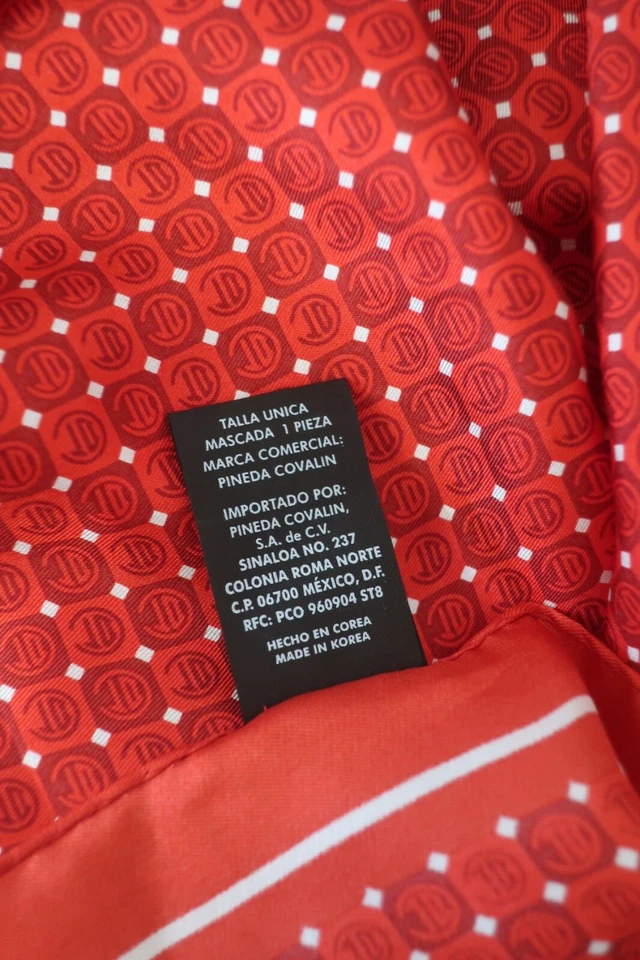 TALLA UNICA
MASCADA 1 PIEZA
MARCA COMERCIAL:
PINEDA COVALIN
IMPORTADO POR:
PINEDA COVALIN,
S.A. de C.V.
SINALOA NO. 237
COLONIA ROMA NORTE
C.P. 06700 MÉXICO, D.F.
RFC: PCO 960904 ST8
HECHO EN COREA
MADE IN KOREA